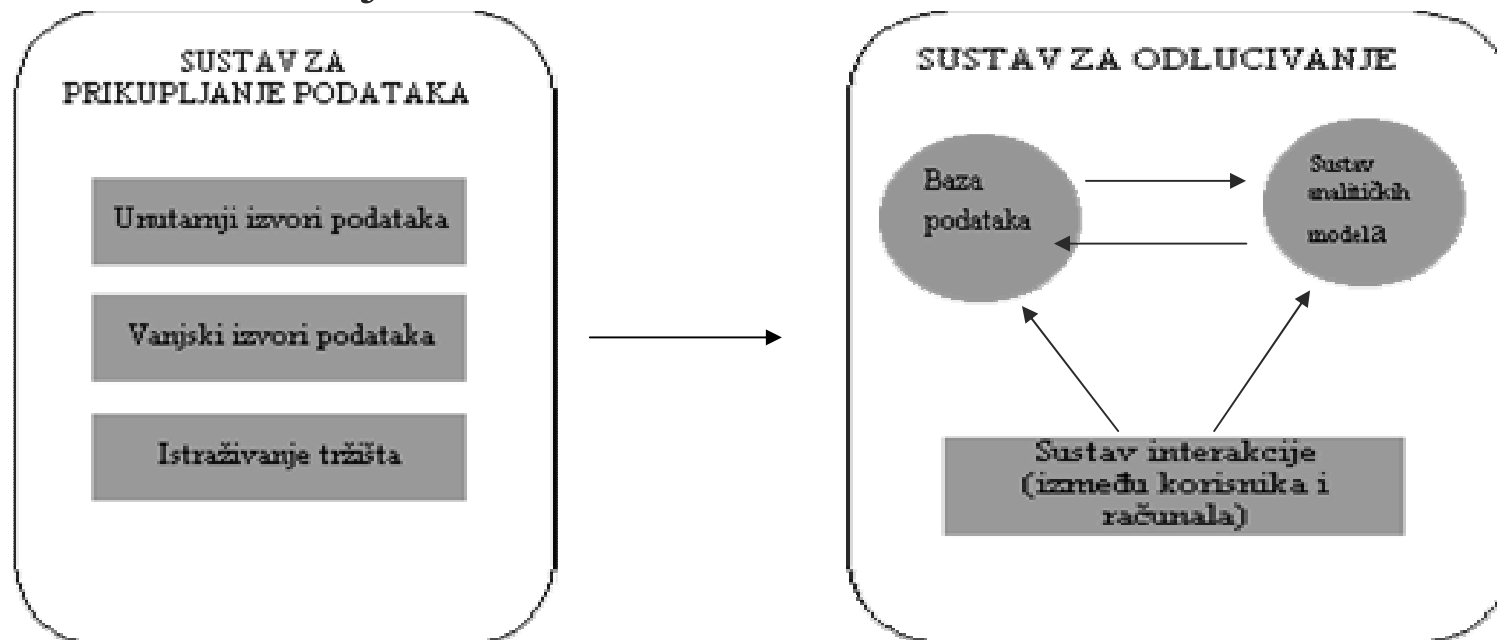 SUSTAV ZA
PRIKUPLJANJE PODATAKA
Unutarnji izvori podataka
Vanjski izvori podataka
Istraživanje tržišta
SUSTAV ZA ODLUCIVANJE
Baza
podataka
Sustav
analitičkih
modela
Sustav interakcije
(između korisnika i
računala)